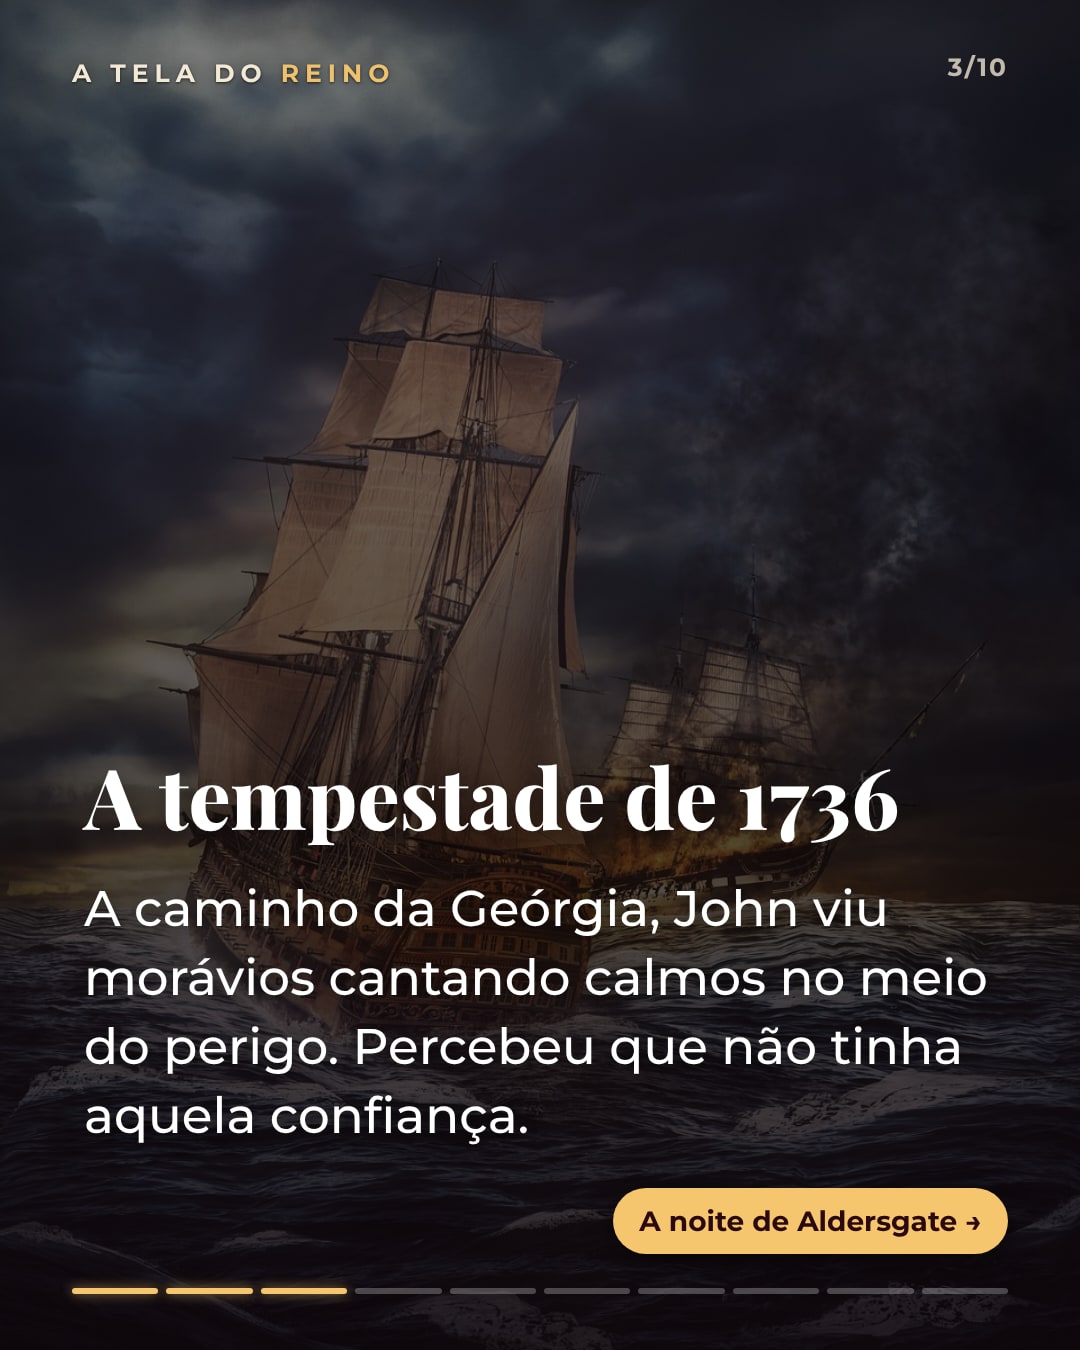 A TELA DO REINO
3/10
A tempestade de 1736
A caminho da Geórgia, John viu
morávios cantando calmos no meio
do perigo. Percebeu que não tinha
aquela confiança.
A noite de Aldersgate →